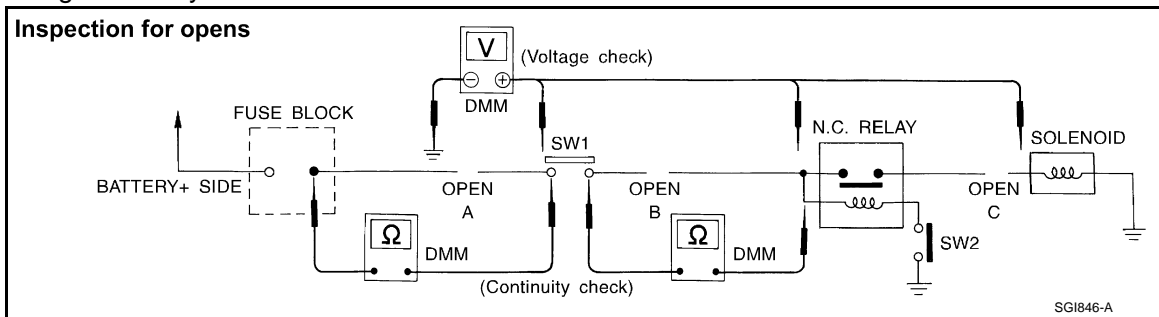 Inspection for opens
V
(Voltage check)
DMM
FUSE BLOCK
N.C. RELAY
SW1
SOLENOID
BATTERY+ SIDE
OPEN
A
OPEN
B
OPEN
C
Ω
DMM
Ω
DMM
SW2
(Continuity check)
SGI846-A